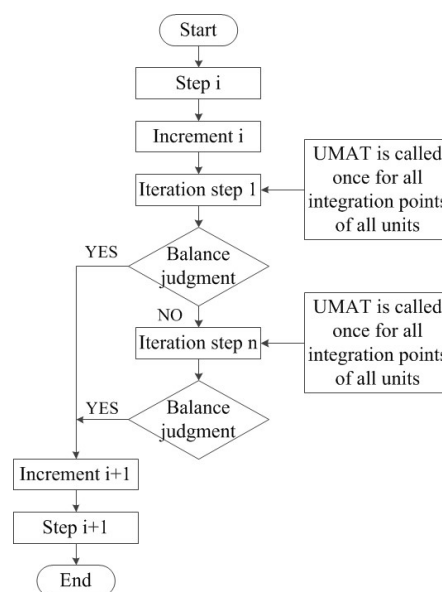 Start
Step i
Increment i
Iteration step 1
UMAT is called
once for all
integration points
of all units
YES
Balance
judgment
NO
Iteration step n
UMAT is called
once for all
integration points
of all units
YES
Balance
judgment
Increment i+1
Step i+1
End